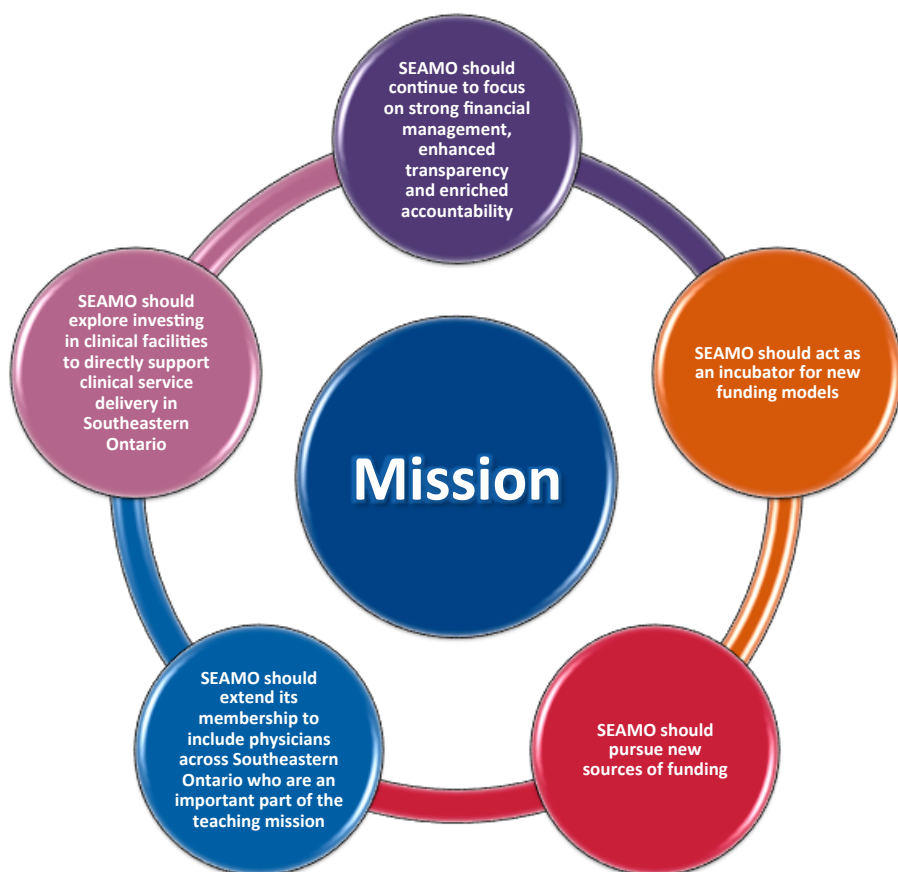 SEAMO should
continue to focus
on strong financial
management,
enhanced
transparency
and enriched
accountability
SEAMO should act as
an incubator for new
funding models
SEAMO should
pursue new
sources of funding
SEAMO should
extend its
membership to
include physicians
across Southeastern
Ontario who are an
important part of the
teaching mission
SEAMO should
explore investing
in clinical facilities
to directly support
clinical service
delivery in
Southeastern
Ontario
Mission